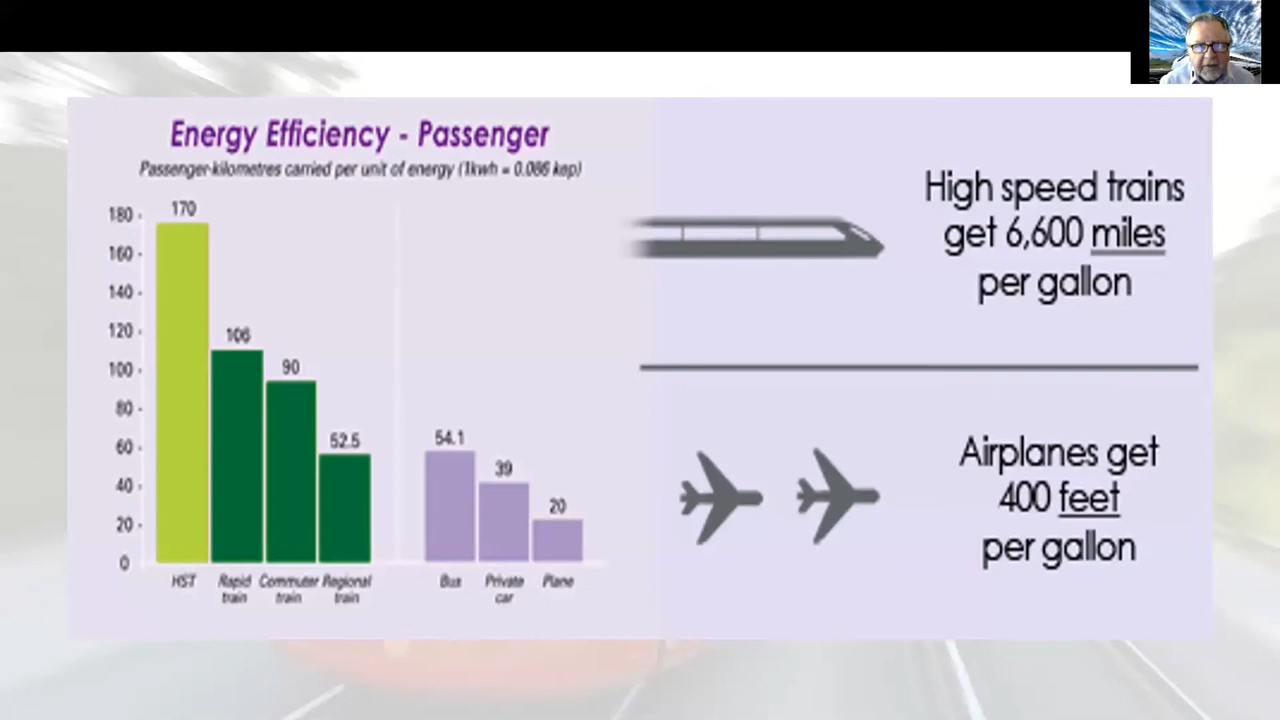 Energy Efficiency - Passenger
Passenger-kilometres carried per unit of energy (1kwh = 0.086 kep)
180
160
140
120
100
80
60
40
20
0
170
106
90
52.5
54.1
39
20
HST
Rapid train
Commuter train
Regional train
Bus
Private car
Plane
High speed trains
get 6,600 miles
per gallon
Airplanes get
400 feet
per gallon